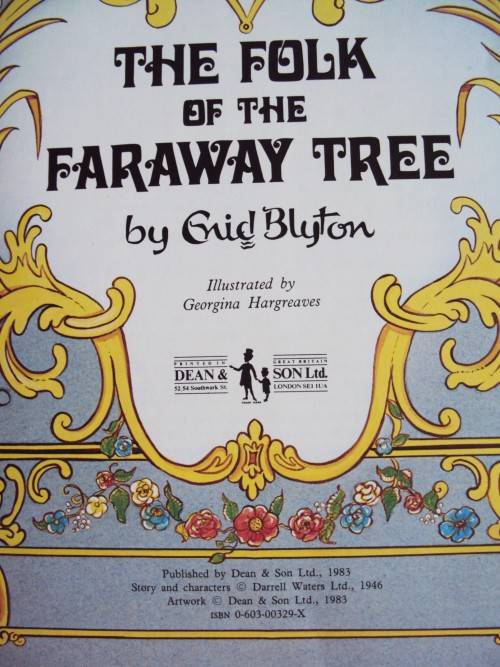 THE FOLK
OF THE
FARAWAY TREE
by Enid Blyton
Illustrated by
Georgina Hargreaves
PRINTED IN GREAT BRITAIN
DEAN & SON Ltd.
52 54 Southwark St. LONDON SE1 1UA
TRADE MARK
Published by Dean & Son Ltd., 1983
Story and characters © Darrell Waters Ltd., 1946
Artwork © Dean & Son Ltd., 1983
ISBN 0-603-00329-X